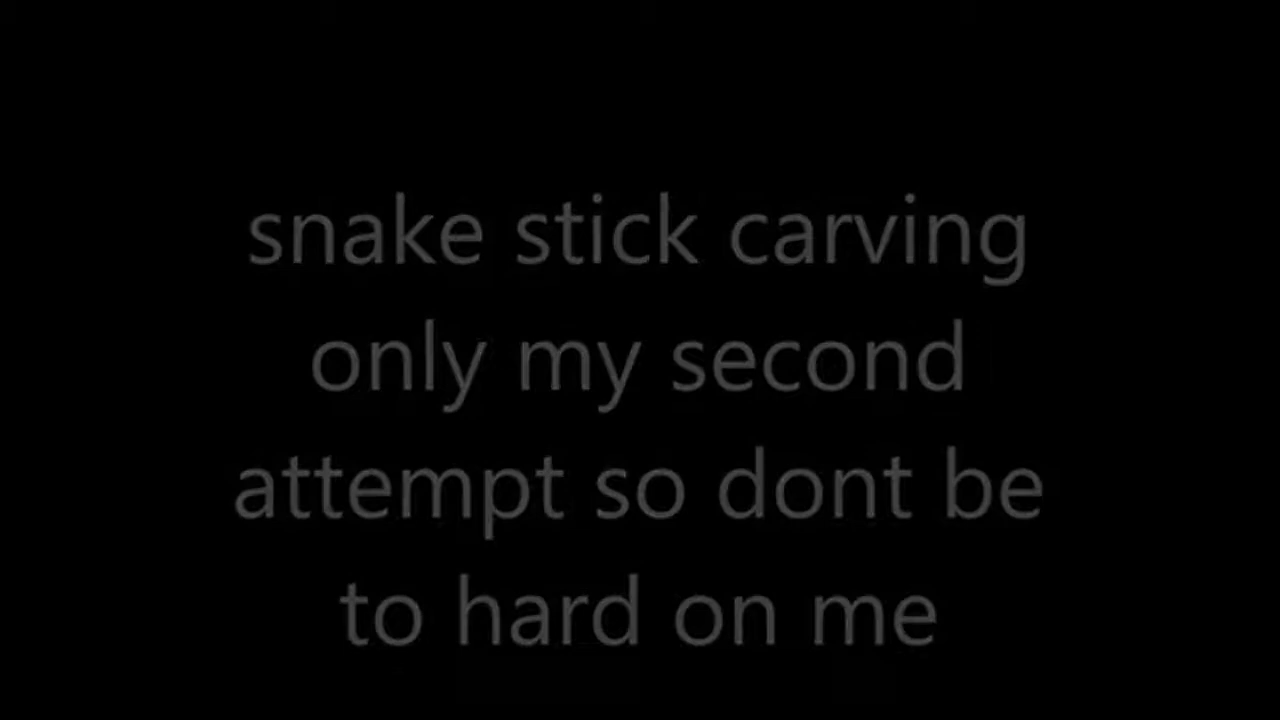 snake stick carving
only my second
attempt so dont be
to hard on me